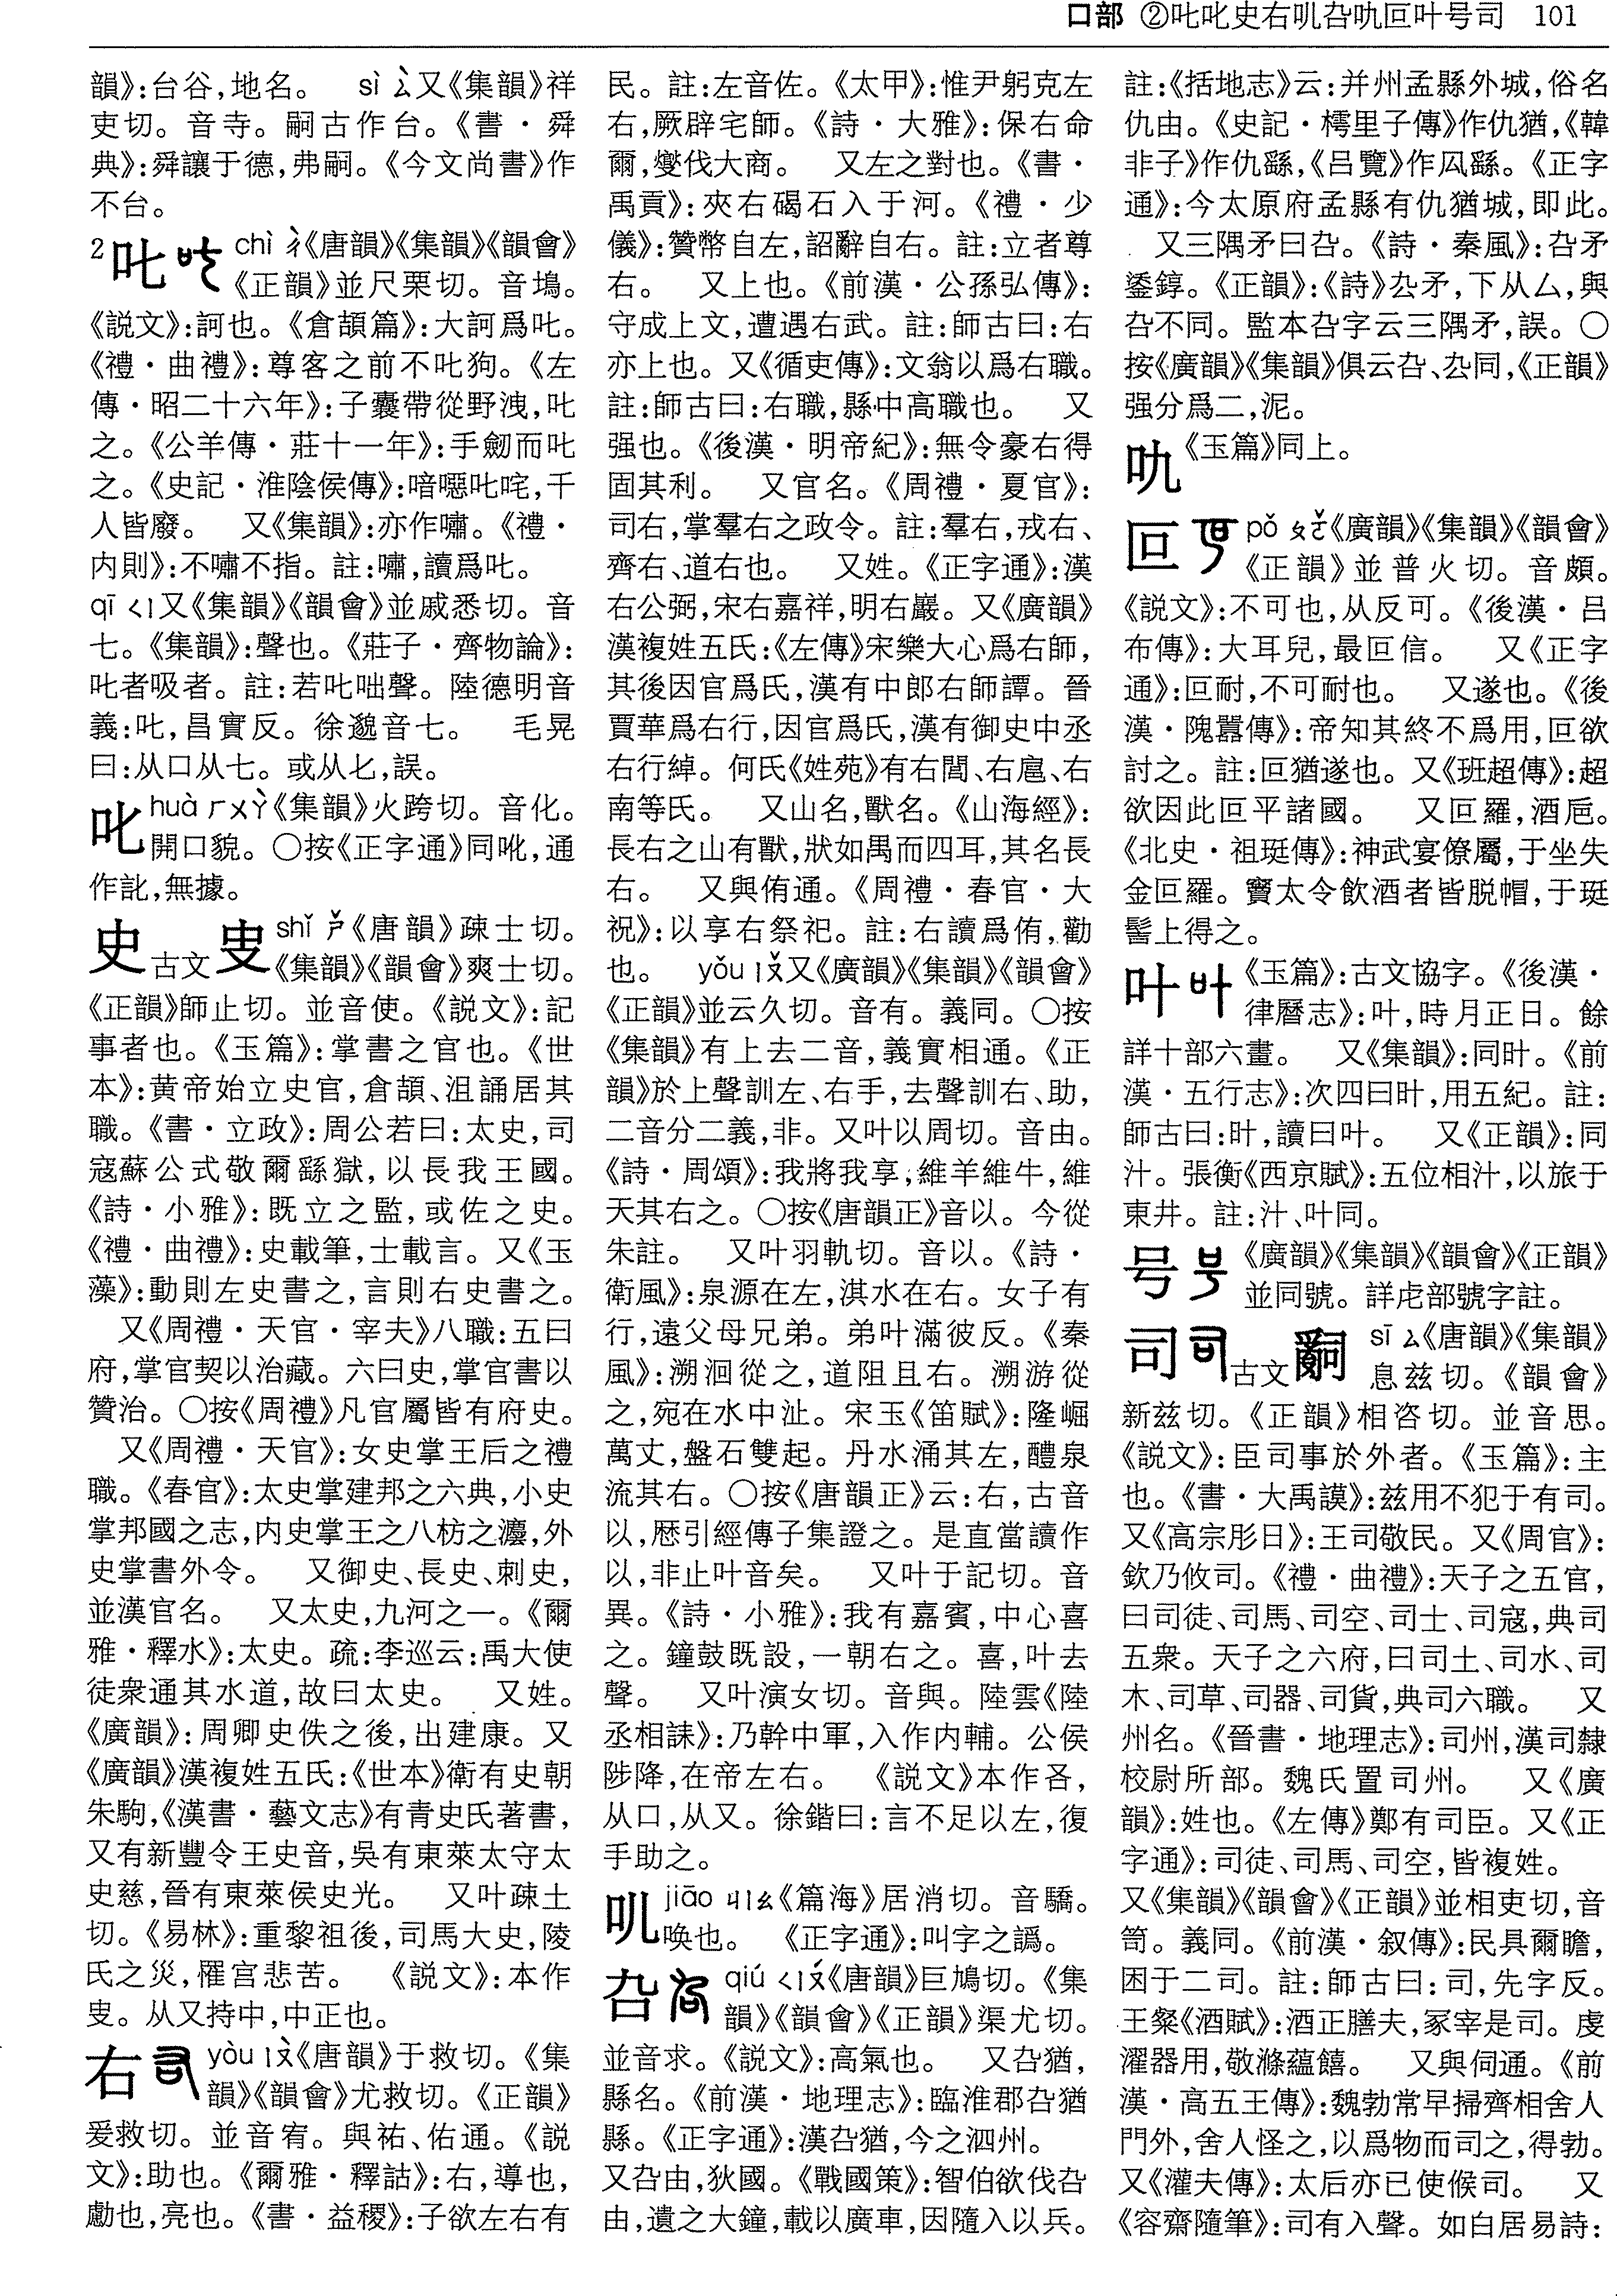 口部 ②叱𠮟史右叽叴叺叵叶号司 101
韻》:台谷,地名。 sì ㄙˋ又《集韻》祥
吏切。音寺。嗣古作台。《書·舜
典》:舜讓于德,弗嗣。《今文尚書》作
不台。
2叱 chì ㄔˋ《唐韻》《集韻》《韻會》
《正韻》並尺栗切。音鳷。
《説文》:訶也。《倉頡篇》:大訶爲叱。
《禮·曲禮》:尊客之前不叱狗。《左
傳·昭二十六年》:子囊帶從野洩,叱
之。《公羊傳·莊十一年》:手劒而叱
之。《史記·淮陰侯傳》:喑噁叱咤,千
人皆廢。 又《集韻》:亦作嘯。《禮·
内則》:不嘯不指。註:嘯,讀爲叱。
qī ㄑㄧ又《集韻》《韻會》並戚悉切。音
七。《集韻》:聲也。《莊子·齊物論》:
叱者吸者。註:若叱咄聲。陸德明音
義:叱,昌實反。徐邈音七。 毛晃
曰:从口从七。或从匕,誤。
𠮟 huà ㄏㄨㄚˋ《集韻》火跨切。音化。
開口貌。○按《正字通》同吪,通
作訛,無據。
史 古文𠭇 shǐ ㄕˇ《唐韻》疎士切。
《集韻》《韻會》爽士切。
《正韻》師止切。並音使。《説文》:記
事者也。《玉篇》:掌書之官也。《世
本》:黄帝始立史官,倉頡、沮誦居其
職。《書·立政》:周公若曰:太史,司
寇蘇公式敬爾繇獄,以長我王國。
《詩·小雅》:既立之監,或佐之史。
《禮·曲禮》:史載筆,士載言。又《玉
藻》:動則左史書之,言則右史書之。
又《周禮·天官·宰夫》八職:五曰
府,掌官契以治藏。六曰史,掌官書以
贊治。○按《周禮》凡官屬皆有府史。
又《周禮·天官》:女史掌王后之禮
職。《春官》:太史掌建邦之六典,小史
掌邦國之志,内史掌王之八枋之灋,外
史掌書外令。 又御史、長史、刺史,
並漢官名。 又太史,九河之一。《爾
雅·釋水》:太史。疏:李巡云:禹大使
徒衆通其水道,故曰太史。 又姓。
《廣韻》:周卿史佚之後,出建康。又
《廣韻》漢複姓五氏:《世本》衛有史朝
朱駒,《漢書·藝文志》有青史氏著書,
又有新豐令王史音,吳有東萊太守太
史慈,晉有東萊侯史光。 又叶疎土
切。《易林》:重黎祖後,司馬大史,陵
氏之災,罹宫悲苦。 《説文》:本作
𠭇。从又持中,中正也。
右 yòu ㄧㄡˋ《唐韻》于救切。《集
韻》《韻會》尤救切。《正韻》
爰救切。並音宥。與祐、佑通。《説
文》:助也。《爾雅·釋詁》:右,導也,
勴也,亮也。《書·益稷》:子欲左右有
民。註:左音佐。《太甲》:惟尹躬克左
右,厥辟宅師。《詩·大雅》:保右命
爾,燮伐大商。 又左之對也。《書·
禹貢》:夾右碣石入于河。《禮·少
儀》:贊幣自左,詔辭自右。註:立者尊
右。 又上也。《前漢·公孫弘傳》:
守成上文,遭遇右武。註:師古曰:右
亦上也。又《循吏傳》:文翁以爲右職。
註:師古曰:右職,縣中高職也。 又
强也。《後漢·明帝紀》:無令豪右得
固其利。 又官名。《周禮·夏官》:
司右,掌羣右之政令。註:羣右,戎右、
齊右、道右也。 又姓。《正字通》:漢
右公弼,宋右嘉祥,明右巖。又《廣韻》
漢複姓五氏:《左傳》宋樂大心爲右師,
其後因官爲氏,漢有中郎右師譚。晉
賈華爲右行,因官爲氏,漢有御史中丞
右行綽。何氏《姓苑》有右閭、右扈、右
南等氏。 又山名,獸名。《山海經》:
長右之山有獸,狀如禺而四耳,其名長
右。 又與侑通。《周禮·春官·大
祝》:以享右祭祀。註:右讀爲侑,勸
也。 yǒu ㄧㄡˇ又《廣韻》《集韻》《韻會》
《正韻》並云久切。音有。義同。○按
《集韻》有上去二音,義實相通。《正
韻》於上聲訓左、右手,去聲訓右、助,
二音分二義,非。又叶以周切。音由。
《詩·周頌》:我將我享,維羊維牛,維
天其右之。○按《唐韻正》音以。今從
朱註。 又叶羽軌切。音以。《詩·
衛風》:泉源在左,淇水在右。女子有
行,遠父母兄弟。弟叶滿彼反。《秦
風》:溯洄從之,道阻且右。溯游從
之,宛在水中沚。宋玉《笛賦》:隆崛
萬丈,盤石雙起。丹水涌其左,醴泉
流其右。○按《唐韻正》云:右,古音
以,歷引經傳子集證之。是直當讀作
以,非止叶音矣。 又叶于記切。音
異。《詩·小雅》:我有嘉賓,中心喜
之。鐘鼓既設,一朝右之。喜,叶去
聲。 又叶演女切。音與。陸雲《陸
丞相誄》:乃幹中軍,入作内輔。公侯
陟降,在帝左右。 《説文》本作㕛,
从口,从又。徐鍇曰:言不足以左,復
手助之。
叽 jiāo ㄐㄧㄠ《篇海》居消切。音驕。
唤也。 《正字通》:叫字之譌。
叴 qiú ㄑㄧㄡˊ《唐韻》巨鳩切。《集
韻》《韻會》《正韻》渠尤切。
並音求。《説文》:高氣也。 又叴猶,
縣名。《前漢·地理志》:臨淮郡叴猶
縣。《正字通》:漢叴猶,今之泗州。
又叴由,狄國。《戰國策》:智伯欲伐叴
由,遺之大鐘,載以廣車,因隨入以兵。
註:《括地志》云:并州盂縣外城,俗名
仇由。《史記·樗里子傳》作仇猶,《韓
非子》作仇繇,《吕覽》作𠨍繇。《正字
通》:今太原府盂縣有仇猶城,即此。
又三隅矛曰叴。《詩·秦風》:叴矛
鋈錞。《正韻》:《詩》厹矛,下从厶,與
叴不同。監本叴字云三隅矛,誤。○
按《廣韻》《集韻》俱云叴、厹同,《正韻》
强分爲二,泥。
㕤 《玉篇》同上。
叵 pǒ ㄆㄛˇ《廣韻》《集韻》《韻會》
《正韻》並普火切。音頗。
《説文》:不可也,从反可。《後漢·吕
布傳》:大耳兒,最叵信。 又《正字
通》:叵耐,不可耐也。 又遂也。《後
漢·隗囂傳》:帝知其終不爲用,叵欲
討之。註:叵猶遂也。又《班超傳》:超
欲因此叵平諸國。 又叵羅,酒巵。
《北史·祖珽傳》:神武宴僚屬,于坐失
金叵羅。竇太令飲酒者皆脱帽,于珽
髻上得之。
叶 《玉篇》:古文協字。《後漢·
律曆志》:叶,時月正日。餘
詳十部六畫。 又《集韻》:同旪。《前
漢·五行志》:次四曰旪,用五紀。註:
師古曰:旪,讀曰叶。 又《正韻》:同
汁。張衡《西京賦》:五位相汁,以旅于
東井。註:汁、叶同。
号 《廣韻》《集韻》《韻會》《正韻》
並同號。詳虍部號字註。
司 古文𤔲 sī ㄙ《唐韻》《集韻》
息兹切。《韻會》
新兹切。《正韻》相咨切。並音思。
《説文》:臣司事於外者。《玉篇》:主
也。《書·大禹謨》:兹用不犯于有司。
又《高宗彤日》:王司敬民。又《周官》:
欽乃攸司。《禮·曲禮》:天子之五官,
曰司徒、司馬、司空、司士、司寇,典司
五衆。天子之六府,曰司土、司水、司
木、司草、司器、司貨,典司六職。 又
州名。《晉書·地理志》:司州,漢司隸
校尉所部。魏氏置司州。 又《廣
韻》:姓也。《左傳》鄭有司臣。又《正
字通》:司徒、司馬、司空,皆複姓。
又《集韻》《韻會》《正韻》並相吏切,音
笥。義同。《前漢·叙傳》:民具爾瞻,
困于二司。註:師古曰:司,先字反。
王粲《酒賦》:酒正膳夫,冢宰是司。虔
濯器用,敬滌蘊饎。 又與伺通。《前
漢·高五王傳》:魏勃常早掃齊相舍人
門外,舍人怪之,以爲物而司之,得勃。
又《灌夫傳》:太后亦已使候司。 又
《容齋隨筆》:司有入聲。如白居易詩: